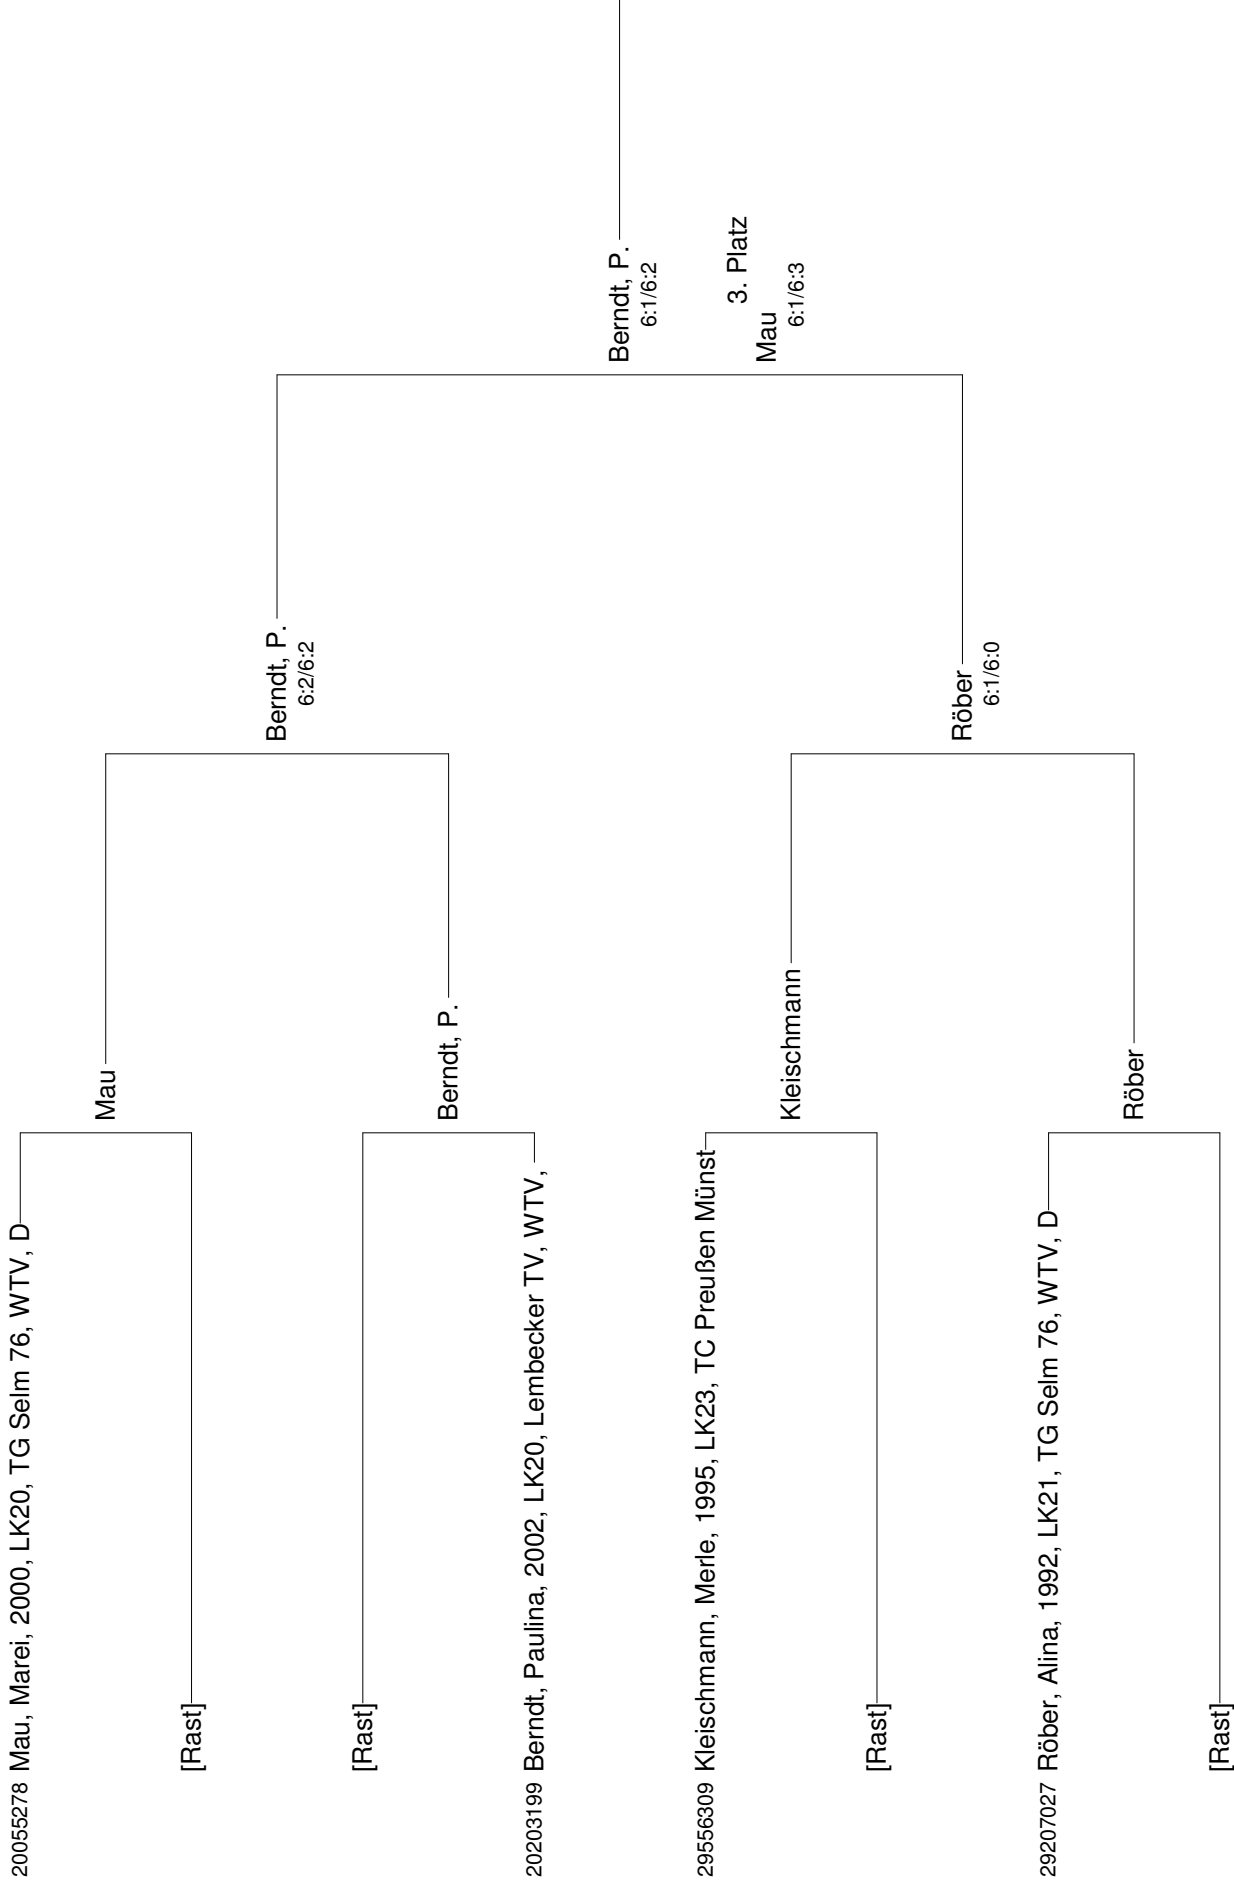 20055278 Mau, Marei, 2000, LK20, TG Selm 76, WTV, D
[Rast]
[Rast]
20203199 Berndt, Paulina, 2002, LK20, Lembecker TV, WTV,
29556309 Kleischmann, Merle, 1995, LK23, TC Preußen Münst
[Rast]
29207027 Röber, Alina, 1992, LK21, TG Selm 76, WTV, D
[Rast]
Mau
Berndt, P.
Kleischmann
Röber
Berndt, P.
6:2/6:2
Röber
6:1/6:0
Berndt, P.
6:1/6:2
3. Platz
Mau
6:1/6:3